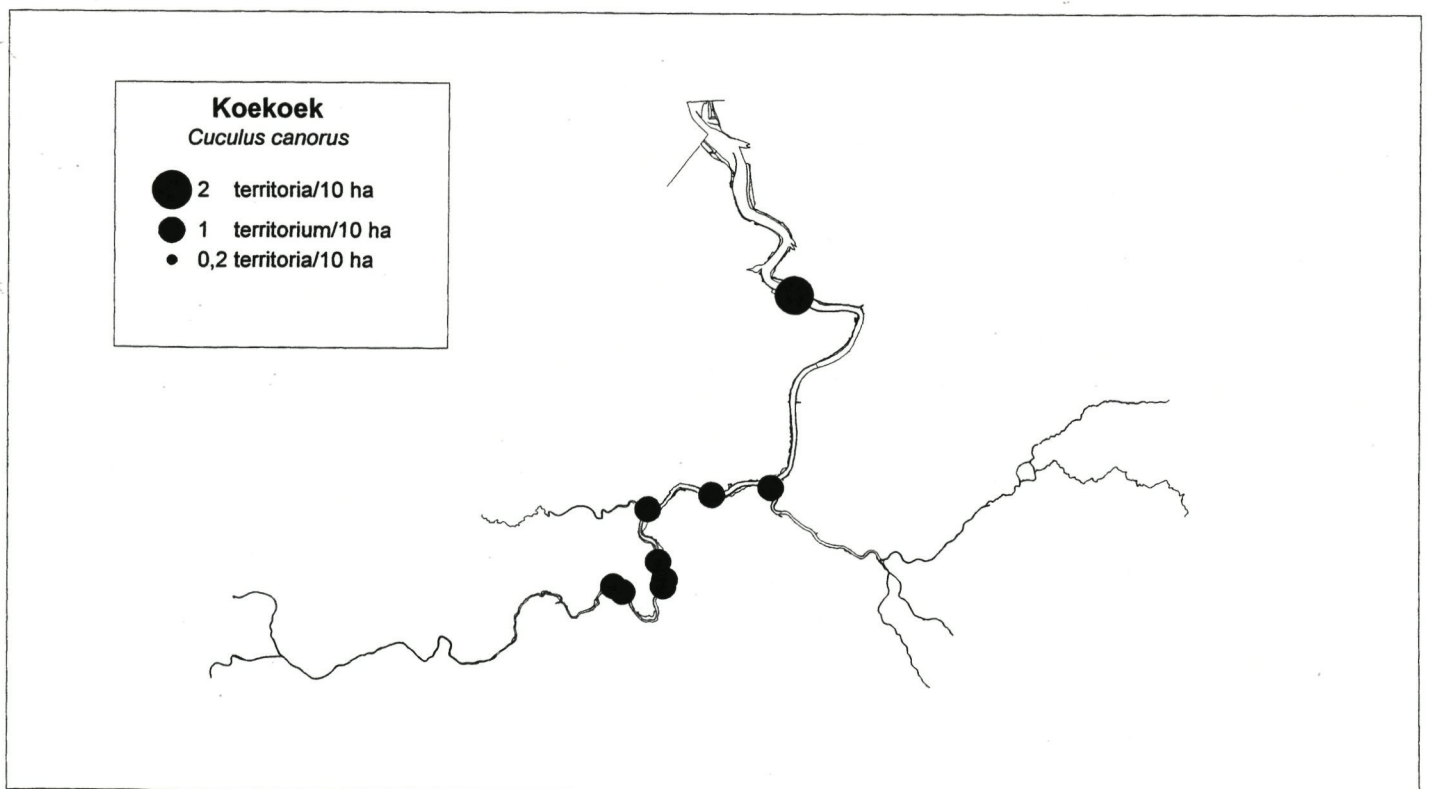 Koekoek
Cuculus canorus
2 territoria/10 ha
1 territorium/10 ha
0,2 territoria/10 ha